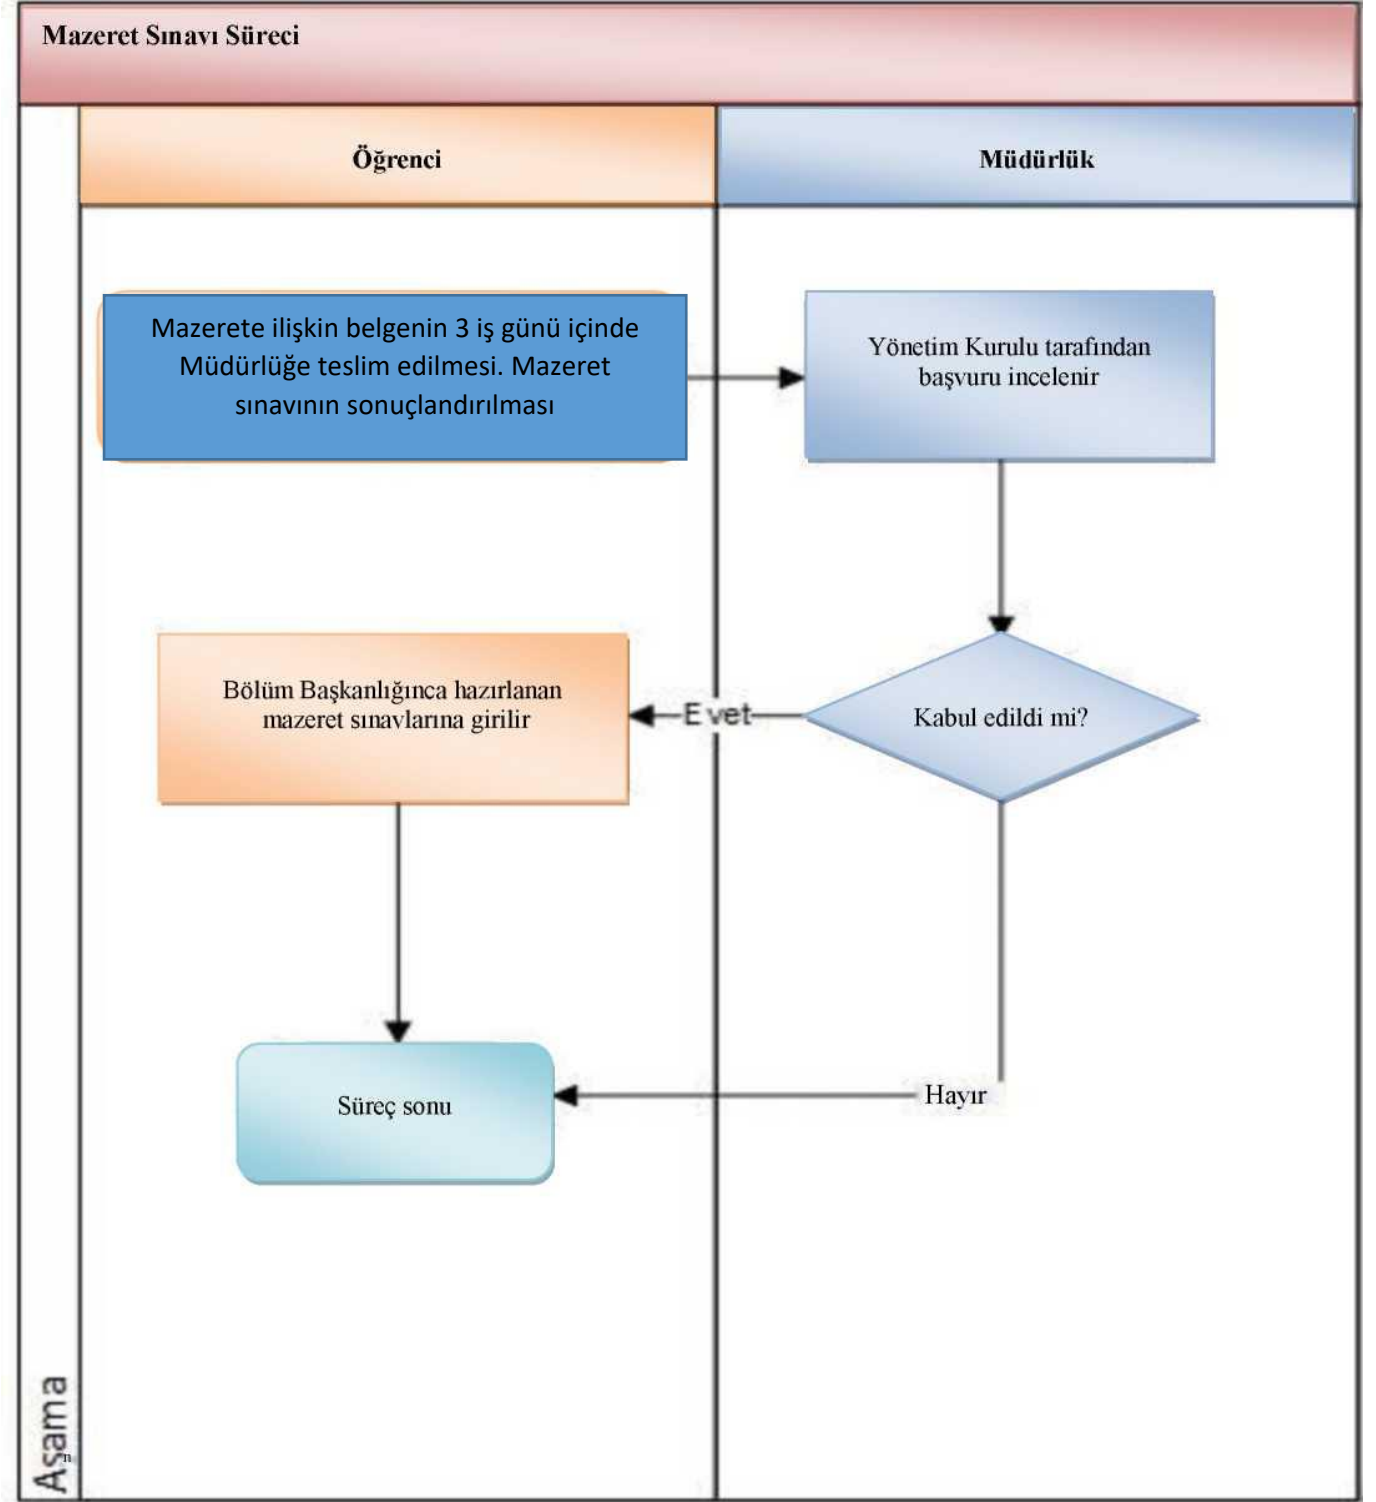 Mazeret Sınavı Süreci
Öğrenci
Müdürlük
Mazerete ilişkin belgenin 3 iş günü içinde
Müdürlüğe teslim edilmesi. Mazeret
sınavının sonuçlandırılması
Yönetim Kurulu tarafından
başvuru incelenir
Bölüm Başkanlığınca hazırlanan
mazeret sınavlarına girilir
Evet
Kabul edildi mi?
Süreç sonu
Hayır
Aşama
n